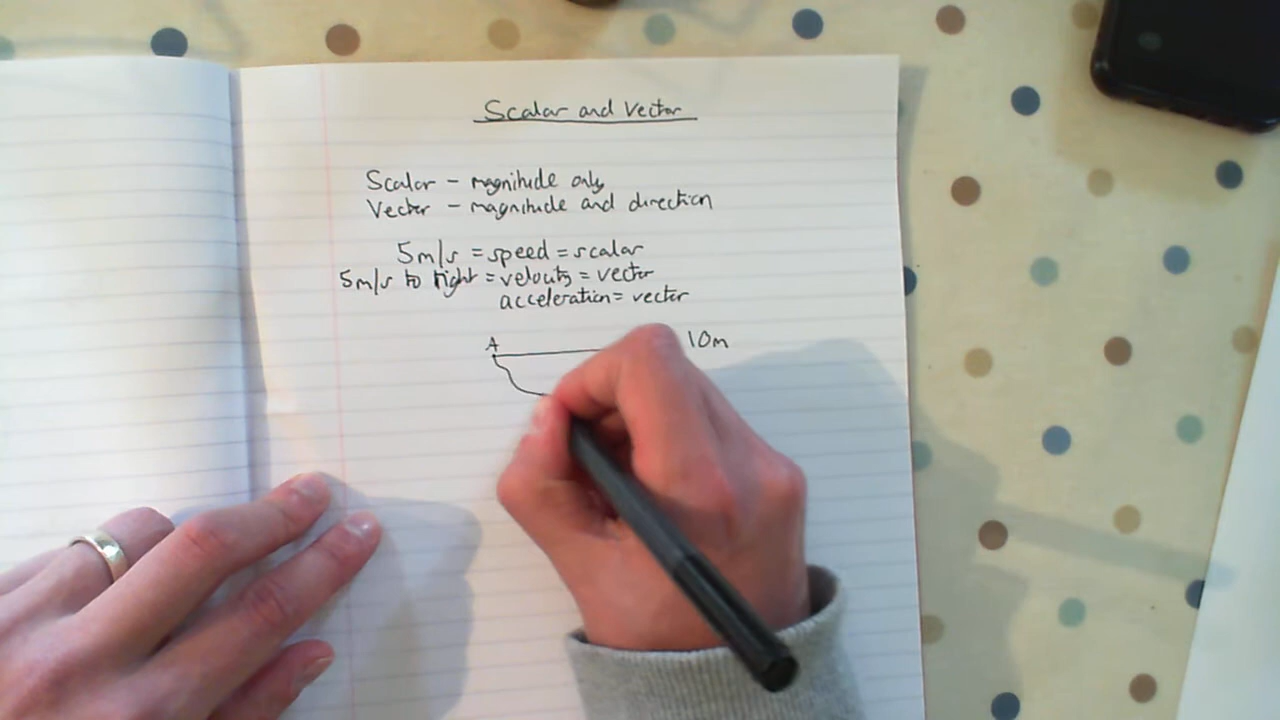 Scalar and Vector
Scalar - magnitude only
Vector - magnitude and direction
5m/s = speed = scalar
5m/s to right = velocity = vector
acceleration = vector
A 10m